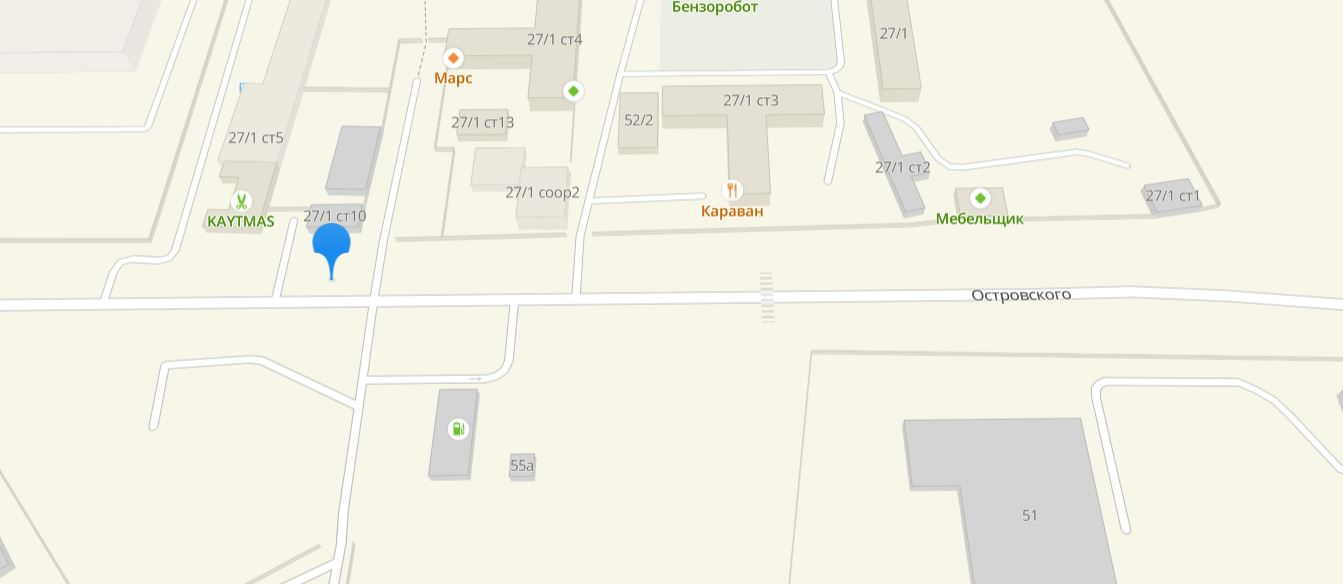 Бензоробот
27/1 ст4
27/1
Марс
27/1 ст3
27/1 ст13
52/2
27/1 ст5
27/1 ст2
27/1 соор2
27/1 ст1
KAYTMAS
27/1 ст10
Караван
Мебельщик
Островского
55а
51